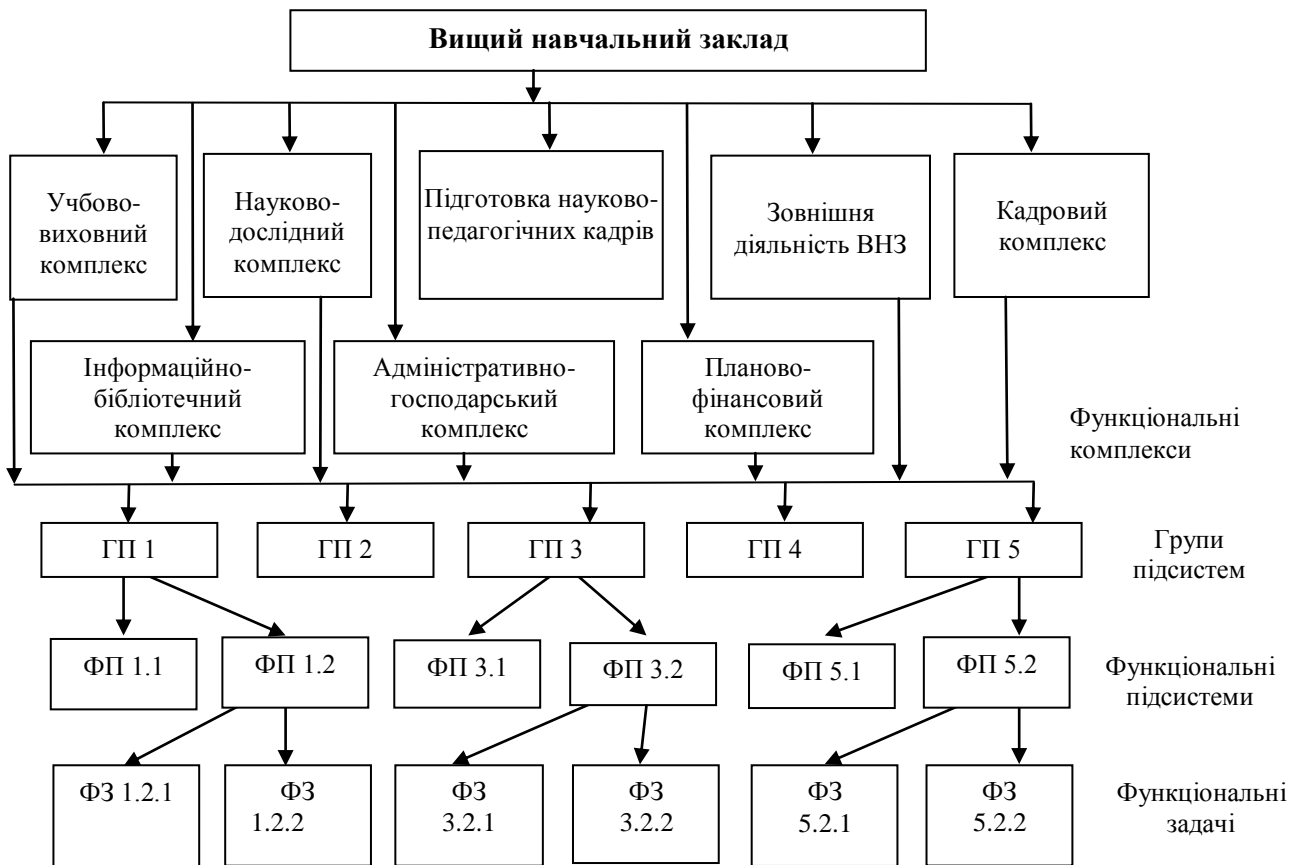 Вищий навчальний заклад
Учбово-
виховний
комплекс
Науково-
дослідний
комплекс
Підготовка науково-
педагогічних кадрів
Зовнішня
діяльність ВНЗ
Кадровий
комплекс
Інформаційно-
бібліотечний
комплекс
Адміністративно-
господарський
комплекс
Планово-
фінансовий
комплекс
Функціональні
комплекси
ГП 1
ГП 2
ГП 3
ГП 4
ГП 5
Групи
підсистем
ФП 1.1
ФП 1.2
ФП 3.1
ФП 3.2
ФП 5.1
ФП 5.2
Функціональні
підсистеми
ФЗ 1.2.1
ФЗ
1.2.2
ФЗ
3.2.1
ФЗ
3.2.2
ФЗ
5.2.1
ФЗ
5.2.2
Функціональні
задачі